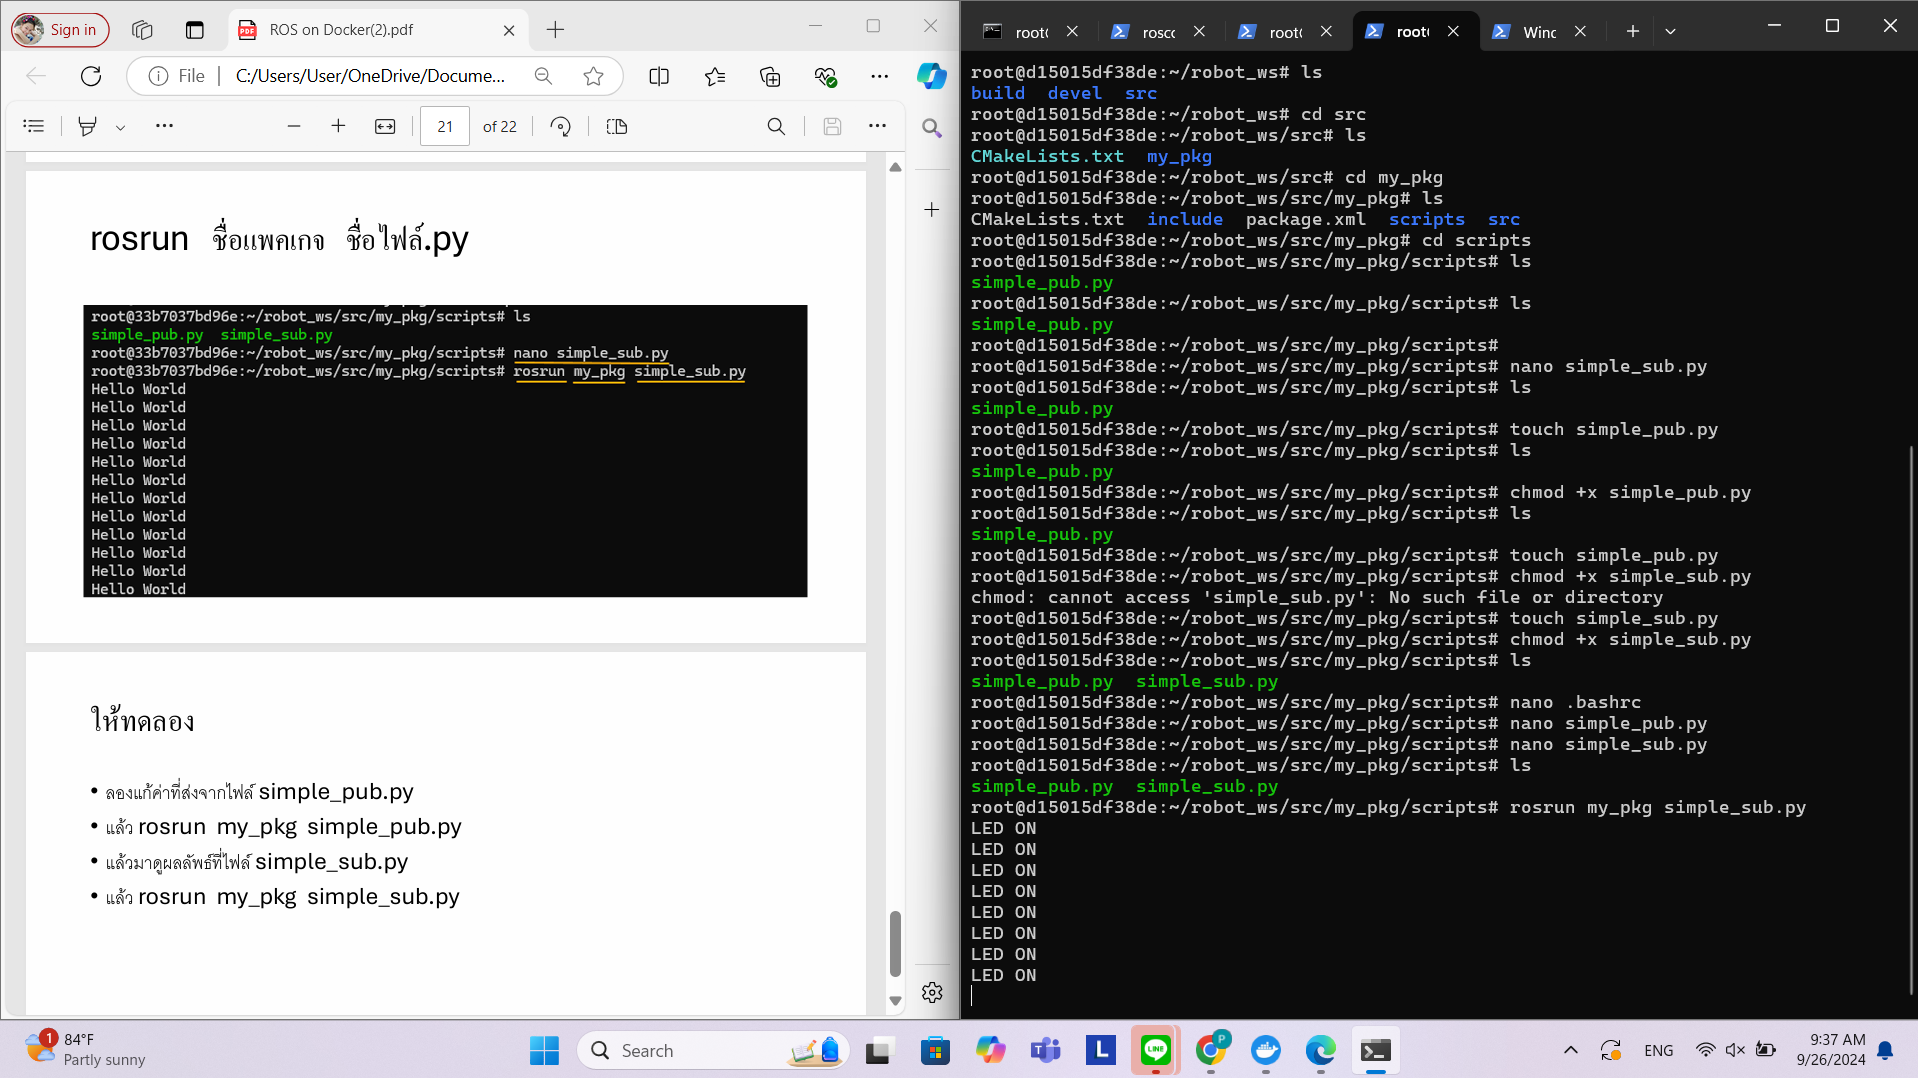 Sign in
ROS on Docker(2).pdf
File
C:/Users/User/OneDrive/Docume...
21
of 22
rosrun ชื่อแพคเกจ ชื่อไฟล์.py
root@33b7037bd96e:~/robot_ws/src/my_pkg/scripts# ls
simple_pub.py simple_sub.py
root@33b7037bd96e:~/robot_ws/src/my_pkg/scripts# nano simple_sub.py
root@33b7037bd96e:~/robot_ws/src/my_pkg/scripts# rosrun my_pkg simple_sub.py
Hello World
Hello World
Hello World
Hello World
Hello World
Hello World
Hello World
Hello World
Hello World
Hello World
Hello World
Hello World
ให้ทดลอง
• ลองแก้ค่าที่ส่งจากไฟล์ simple_pub.py
• แล้ว rosrun my_pkg simple_pub.py
• แล้วมาดูผลลัพธ์ที่ไฟล์ simple_sub.py
• แล้ว rosrun my_pkg simple_sub.py
root(
roscc
root(
root(
Winc
root@d15015df38de:~/robot_ws# ls
build devel src
root@d15015df38de:~/robot_ws# cd src
root@d15015df38de:~/robot_ws/src# ls
CMakeLists.txt my_pkg
root@d15015df38de:~/robot_ws/src# cd my_pkg
root@d15015df38de:~/robot_ws/src/my_pkg# ls
CMakeLists.txt include package.xml scripts src
root@d15015df38de:~/robot_ws/src/my_pkg# cd scripts
root@d15015df38de:~/robot_ws/src/my_pkg/scripts# ls
simple_pub.py
root@d15015df38de:~/robot_ws/src/my_pkg/scripts# ls
simple_pub.py
root@d15015df38de:~/robot_ws/src/my_pkg/scripts#
root@d15015df38de:~/robot_ws/src/my_pkg/scripts# nano simple_sub.py
root@d15015df38de:~/robot_ws/src/my_pkg/scripts# ls
simple_pub.py
root@d15015df38de:~/robot_ws/src/my_pkg/scripts# touch simple_pub.py
root@d15015df38de:~/robot_ws/src/my_pkg/scripts# ls
simple_pub.py
root@d15015df38de:~/robot_ws/src/my_pkg/scripts# chmod +x simple_pub.py
root@d15015df38de:~/robot_ws/src/my_pkg/scripts# ls
simple_pub.py
root@d15015df38de:~/robot_ws/src/my_pkg/scripts# touch simple_pub.py
root@d15015df38de:~/robot_ws/src/my_pkg/scripts# chmod +x simple_sub.py
chmod: cannot access 'simple_sub.py': No such file or directory
root@d15015df38de:~/robot_ws/src/my_pkg/scripts# touch simple_sub.py
root@d15015df38de:~/robot_ws/src/my_pkg/scripts# chmod +x simple_sub.py
root@d15015df38de:~/robot_ws/src/my_pkg/scripts# ls
simple_pub.py simple_sub.py
root@d15015df38de:~/robot_ws/src/my_pkg/scripts# nano .bashrc
root@d15015df38de:~/robot_ws/src/my_pkg/scripts# nano simple_pub.py
root@d15015df38de:~/robot_ws/src/my_pkg/scripts# nano simple_sub.py
root@d15015df38de:~/robot_ws/src/my_pkg/scripts# ls
simple_pub.py simple_sub.py
root@d15015df38de:~/robot_ws/src/my_pkg/scripts# rosrun my_pkg simple_sub.py
LED ON
LED ON
LED ON
LED ON
LED ON
LED ON
LED ON
LED ON
1
84°F
Partly sunny
Search
L
LINE
P
ENG
9:37 AM
9/26/2024